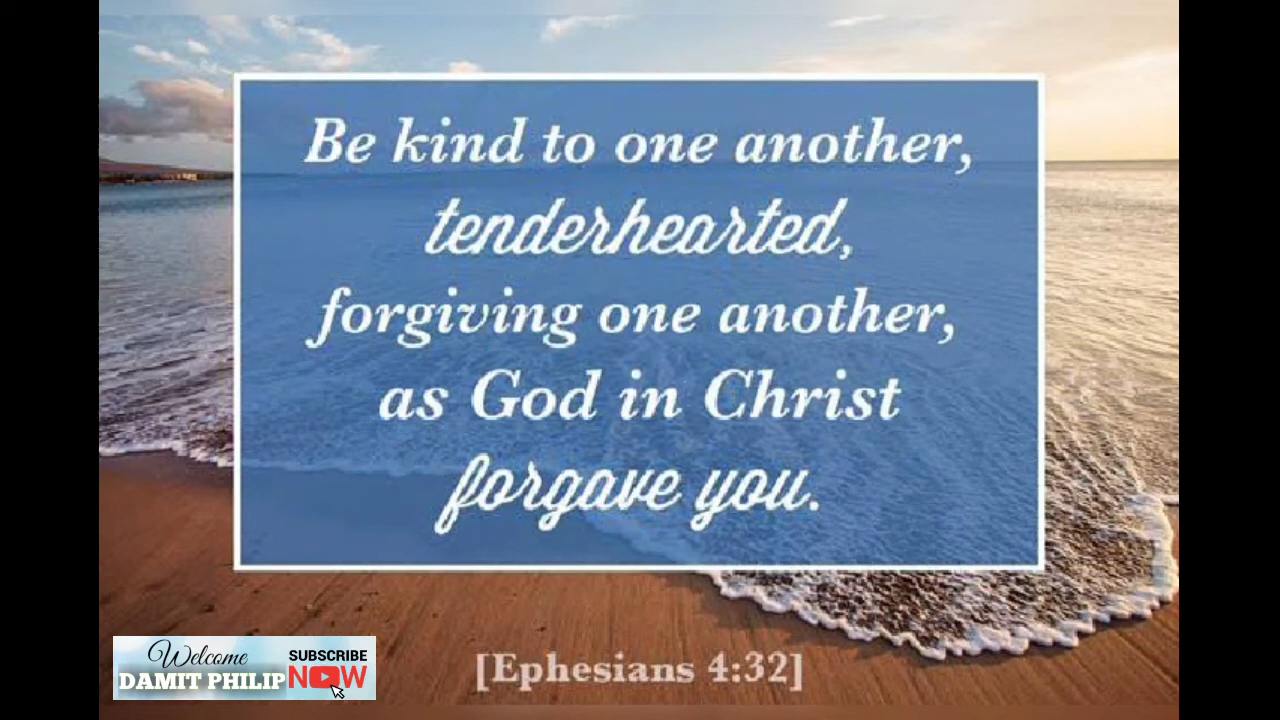 Be kind to one another,
tenderhearted,
forgiving one another,
as God in Christ
forgave you.
[Ephesians 4:32]
Welcome
DAMIT PHILIP
SUBSCRIBE
NOW